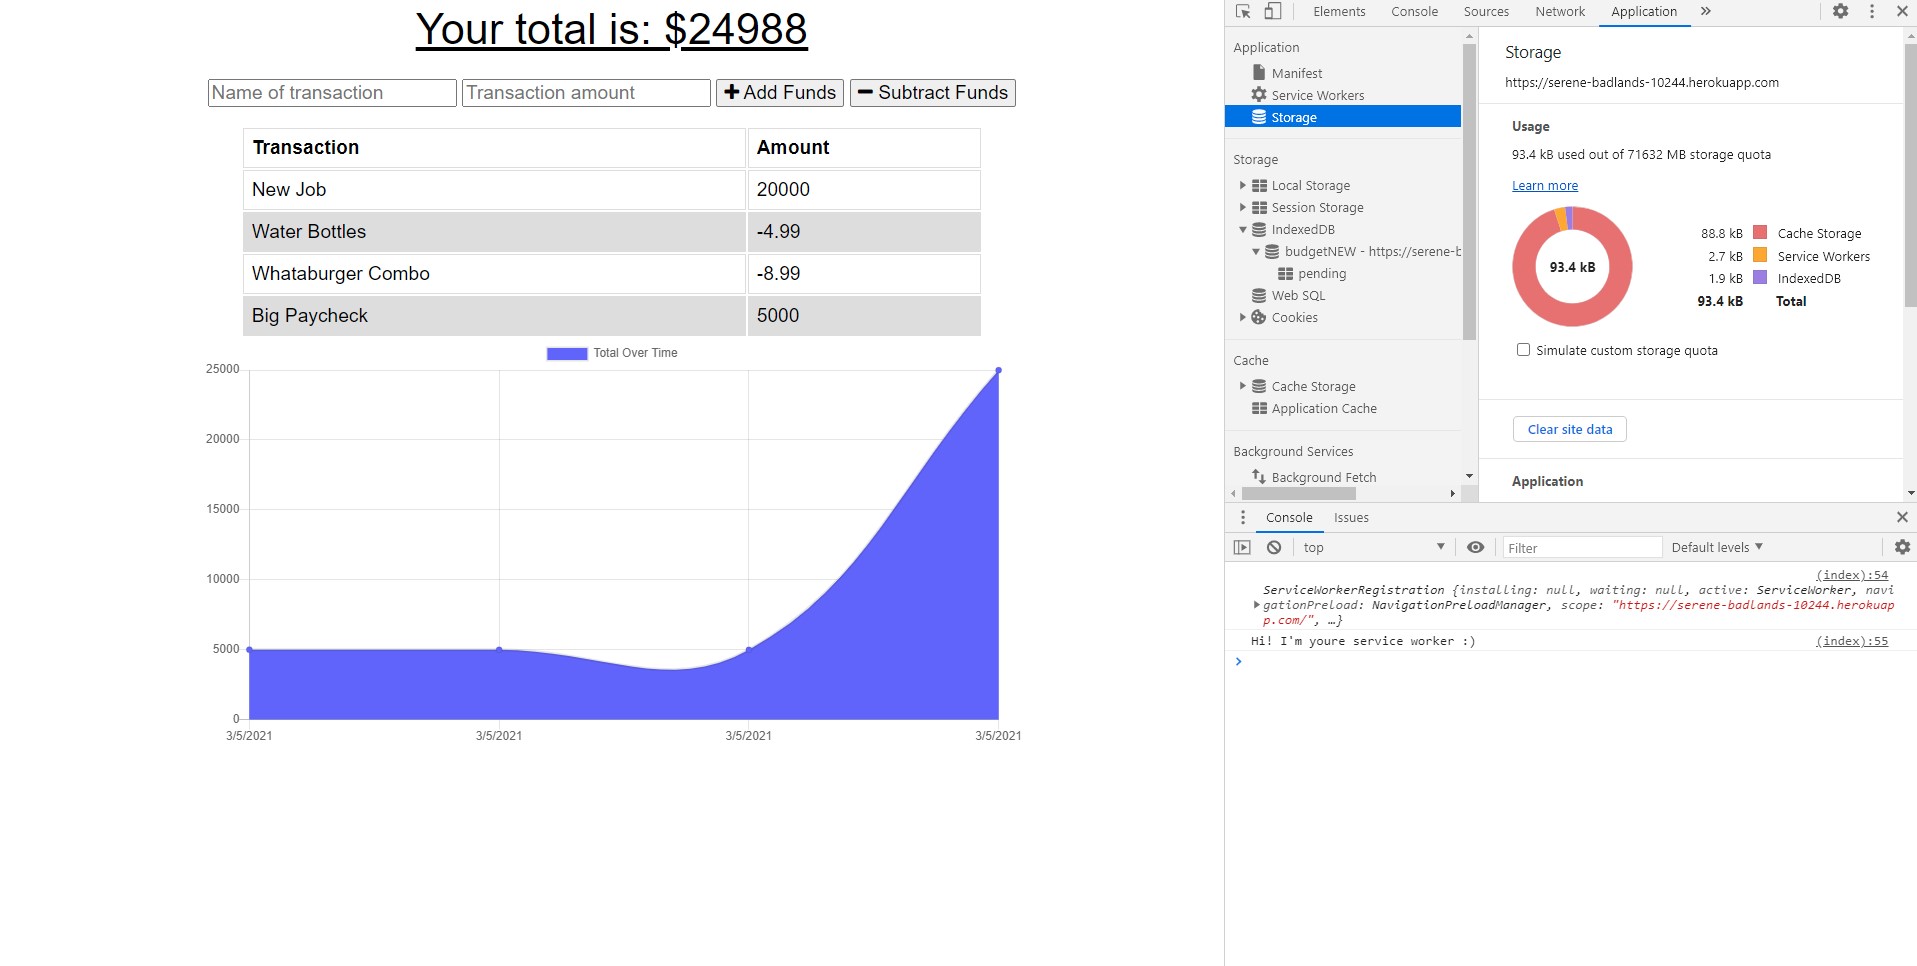 Your total is: $24988
Name of transaction Transaction amount Add Funds Subtract Funds
Transaction Amount
New Job 20000
Water Bottles -4.99
Whataburger Combo -8.99
Big Paycheck 5000
Total Over Time
25000
20000
15000
10000
5000
0
3/5/2021 3/5/2021 3/5/2021 3/5/2021
Elements Console Sources Network Application »
Application
Manifest
Service Workers
Storage
Storage
Local Storage
Session Storage
IndexedDB
budgetNEW - https://serene-b
pending
Web SQL
Cookies
Cache
Cache Storage
Application Cache
Background Services
Background Fetch
Storage
https://serene-badlands-10244.herokuapp.com
Usage
93.4 kB used out of 71632 MB storage quota
Learn more
93.4 kB
88.8 kB Cache Storage
2.7 kB Service Workers
1.9 kB IndexedDB
93.4 kB Total
Simulate custom storage quota
Clear site data
Application
Console Issues
top Filter Default levels
(index):54
ServiceWorkerRegistration {installing: null, waiting: null, active: ServiceWorker, navi
gationPreload: NavigationPreloadManager, scope: "https://serene-badlands-10244.herokuap
p.com/", …}
Hi! I'm youre service worker :) (index):55